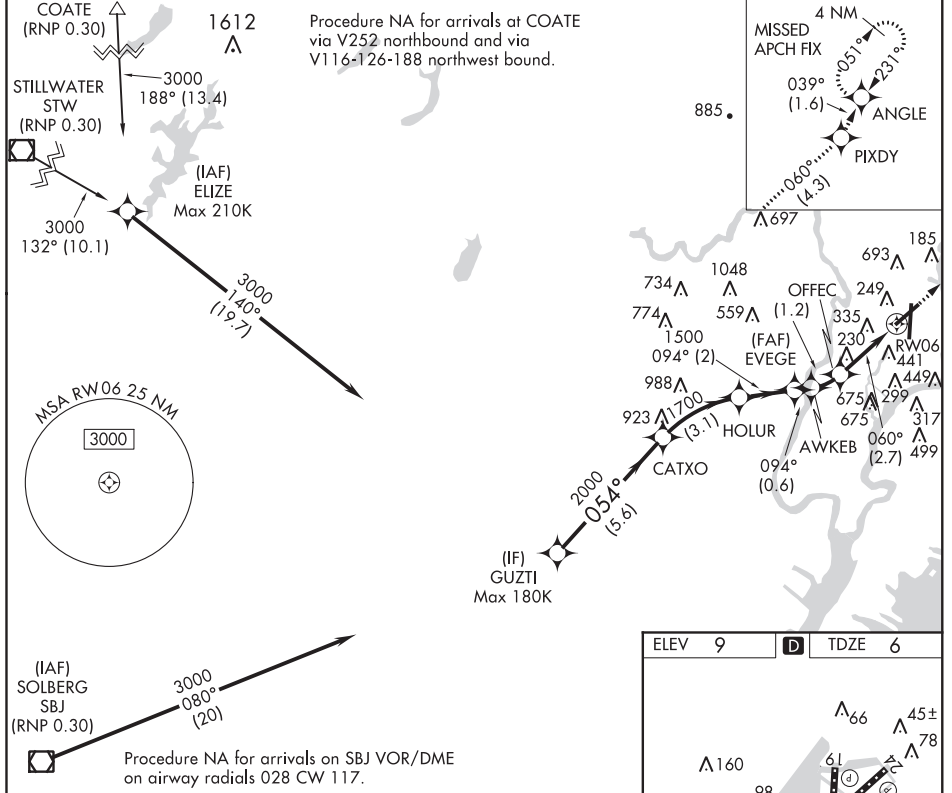 COATE
(RNP 0.30)
1612
Procedure NA for arrivals at COATE
via V252 northbound and via
V116-126-188 northwest bound.
3000
188° (13.4)
STILLWATER
STW
(RNP 0.30)
3000
132° (10.1)
(IAF)
ELIZE
Max 210K
3000
140°
(19.7)
MISSED
APCH FIX
4 NM
051°
231°
039°
(1.6)
ANGLE
PIXDY
060°
(4.3)
885
697
MSA RW06 25 NM
3000
734
1048
774
559
1500
094° (2)
988
923
1700
(3.1)
OFFEC
(1.2)
(FAF)
EVEGE
693
185
249
335
230
RW06
441
449
299
675
675
317
499
060°
(2.7)
HOLUR
AWKEB
094°
(0.6)
CATXO
2000
054°
(5.6)
(IF)
GUZTI
Max 180K
(IAF)
SOLBERG
SBJ
(RNP 0.30)
3000
080°
(20)
Procedure NA for arrivals on SBJ VOR/DME
on airway radials 028 CW 117.
ELEV 9
D
TDZE 6
66
45±
78
160
98
19
24
P
P